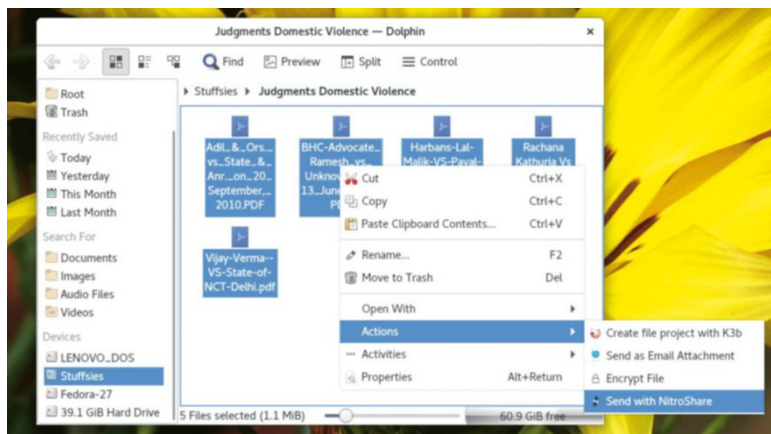 Judgments Domestic Violence — Dolphin
Find Preview Split Control
Stuffsies Judgments Domestic Violence
Root
Trash
Recently Saved
Today
Yesterday
This Month
Last Month
Search For
Documents
Images
Audio Files
Videos
Devices
LENOVO_DOS
Stuffsies
Fedora-27
39.1 GiB Hard Drive
Adil_&_Ors._
vs_State_&_
Anr._on_20_
September,_
2010.PDF
BHC-Advocate_
Ramesh_vs_
Unkno
13_Jun
P
Harbans-Lal-
Malik-VS-Payal-
Rachana
Kathuria Vs
Vijay-Verma--
VS-State-of-
NCT-Delhi.pdf
Cut Ctrl+X
Copy Ctrl+C
Paste Clipboard Contents... Ctrl+V
Rename... F2
Move to Trash Del
Open With
Actions
Activities
Properties Alt+Return
Create file project with K3b
Send as Email Attachment
Encrypt File
Send with NitroShare
5 Files selected (1.1 MiB)
60.9 GiB free